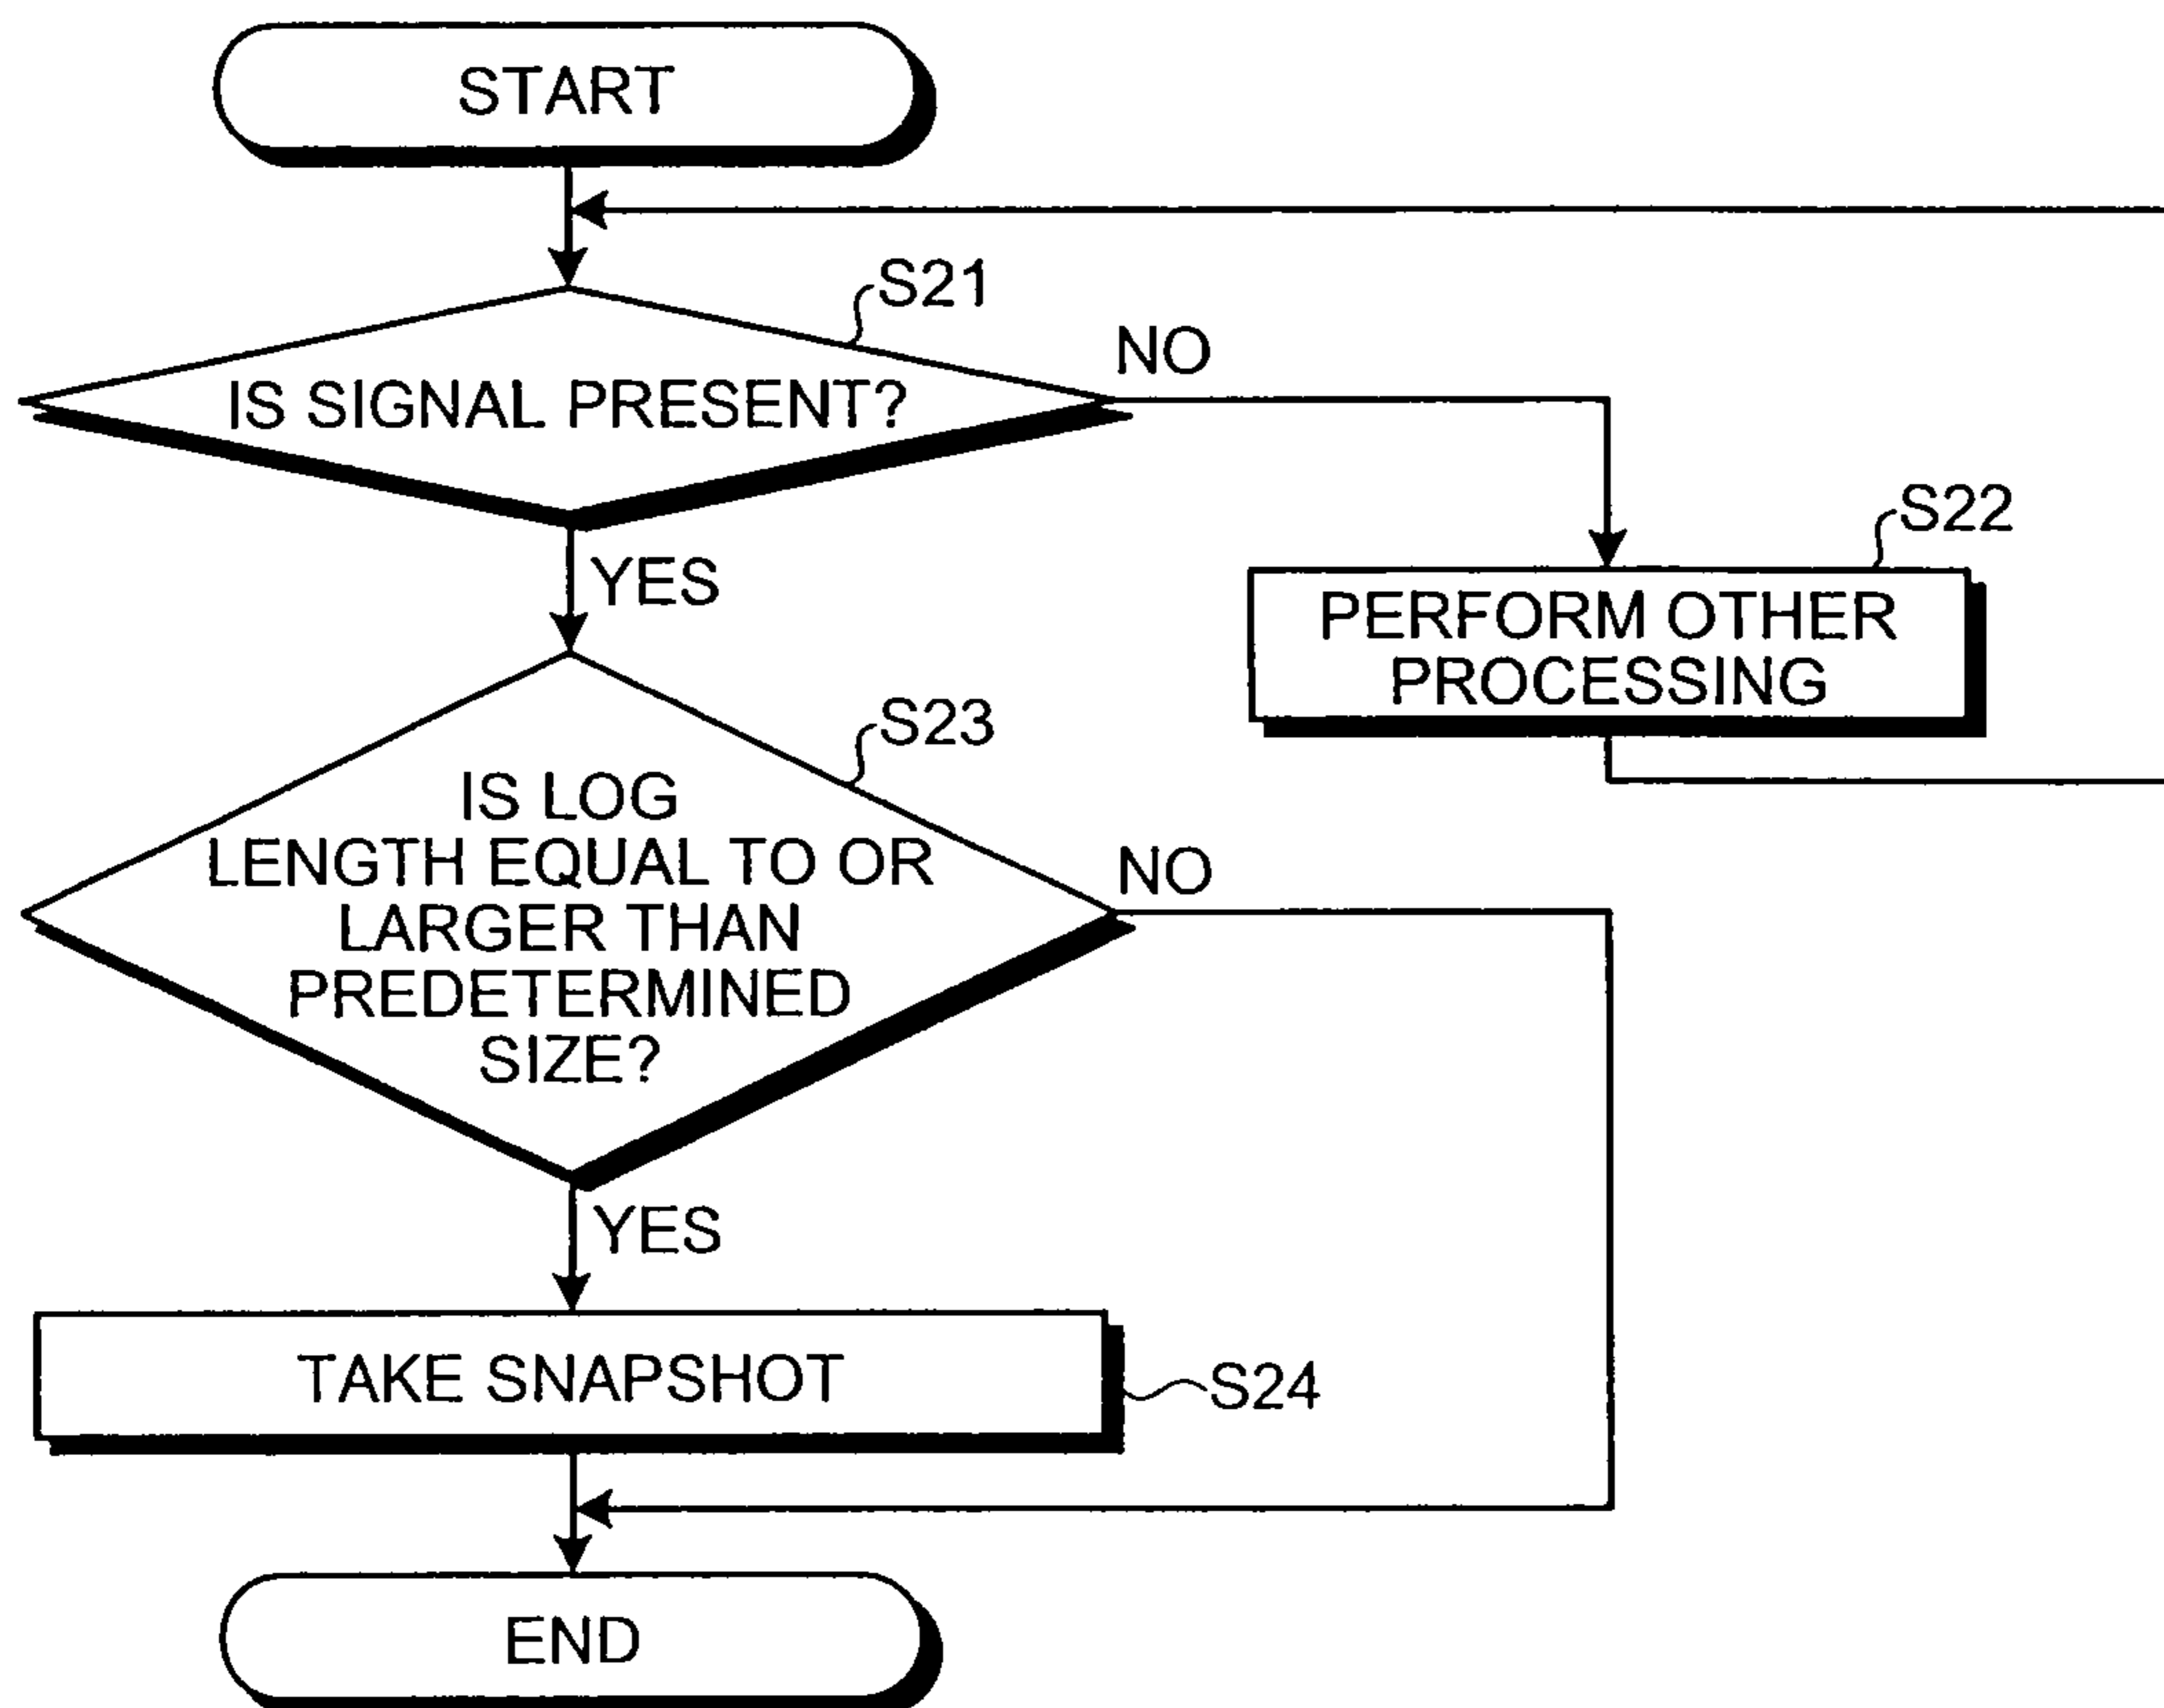 START
S21
NO
IS SIGNAL PRESENT?
S22
YES
PERFORM OTHER
PROCESSING
S23
IS LOG
LENGTH EQUAL TO OR
NO
LARGER THAN
PREDETERMINED
SIZE?
YES
TAKE SNAPSHOT
S24
END